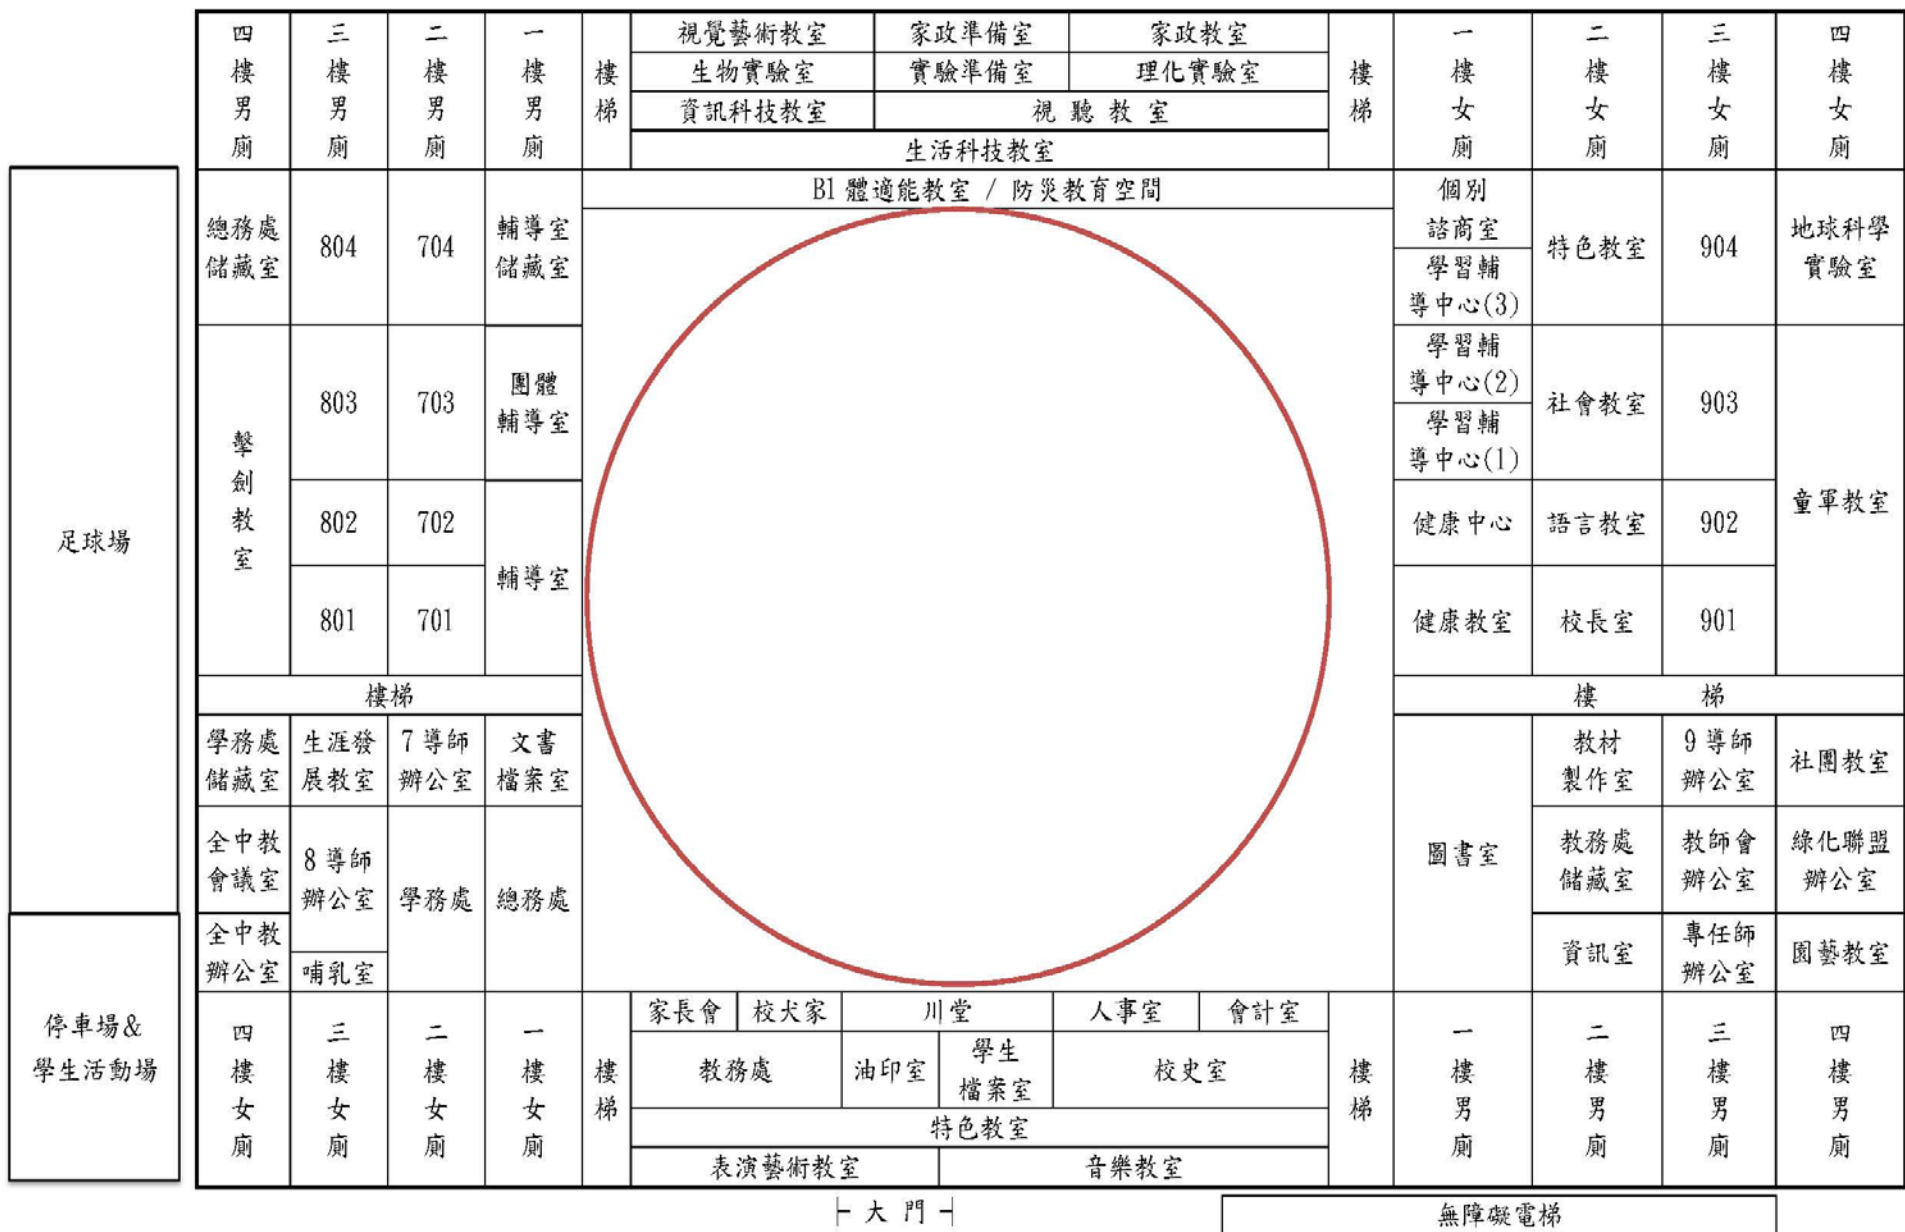 四樓男廁
三樓男廁
二樓男廁
一樓男廁
樓梯
視覺藝術教室
家政準備室
家政教室
生物實驗室
實驗準備室
理化實驗室
資訊科技教室
視聽教室
生活科技教室
樓梯
一樓女廁
二樓女廁
三樓女廁
四樓女廁
B1 體適能教室 / 防災教育空間
足球場
總務處
儲藏室
804
704
輔導室
儲藏室
擊劍教室
803
703
團體
輔導室
802
702
輔導室
801
701
樓梯
學務處
儲藏室
生涯發
展教室
7 導師
辦公室
文書
檔案室
全中教
會議室
8 導師
辦公室
學務處
總務處
全中教
辦公室
哺乳室
個別
諮商室
學習輔
導中心(3)
特色教室
904
地球科學
實驗室
學習輔
導中心(2)
學習輔
導中心(1)
社會教室
903
童軍教室
健康中心
語言教室
902
健康教室
校長室
901
樓梯
圖書室
教材
製作室
9 導師
辦公室
社團教室
教務處
儲藏室
教師會
辦公室
綠化聯盟
辦公室
資訊室
專任師
辦公室
園藝教室
停車場&
學生活動場
四樓女廁
三樓女廁
二樓女廁
一樓女廁
樓梯
家長會
校犬家
川堂
人事室
會計室
教務處
油印室
學生
檔案室
校史室
特色教室
表演藝術教室
音樂教室
樓梯
一樓男廁
二樓男廁
三樓男廁
四樓男廁
大門
無障礙電梯